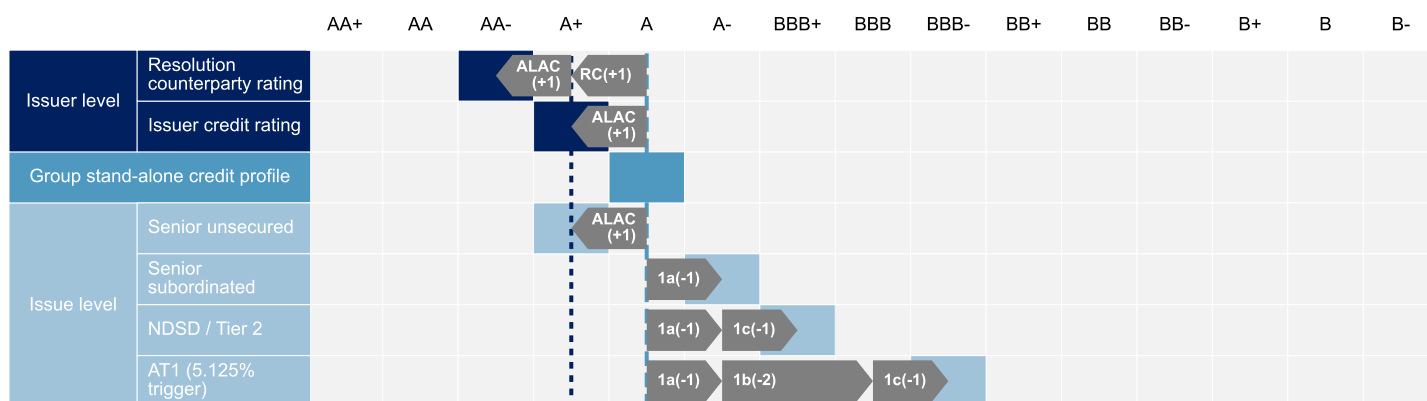 AA+ AA AA- A+ A A- BBB+ BBB BBB- BB+ BB BB- B+ B B-
Issuer level
Resolution
counterparty rating
ALAC
(+1)
RC(+1)
Issuer credit rating
ALAC
(+1)
Group stand-alone credit profile
Issue level
Senior unsecured
ALAC
(+1)
Senior
subordinated
1a(-1)
NDSD / Tier 2
1a(-1) 1c(-1)
AT1 (5.125%
trigger)
1a(-1) 1b(-2) 1c(-1)